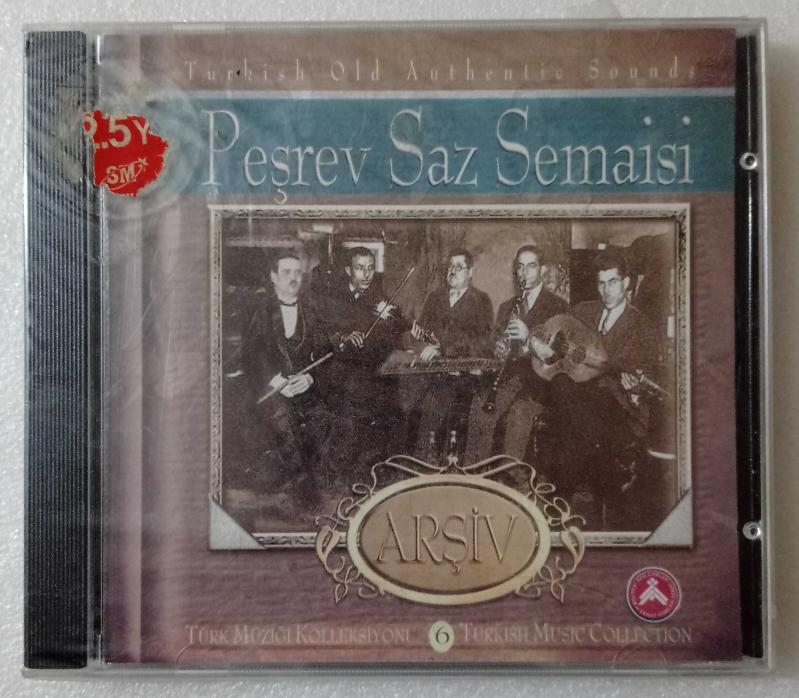 Turkish Old Authentic Sounds
Peşrev Saz Semaisi
2.5Y
SM
ARŞİV
TÜRK MÜZİĞİ KOLLEKSİYONU 6 TURKISH MUSIC COLLECTION